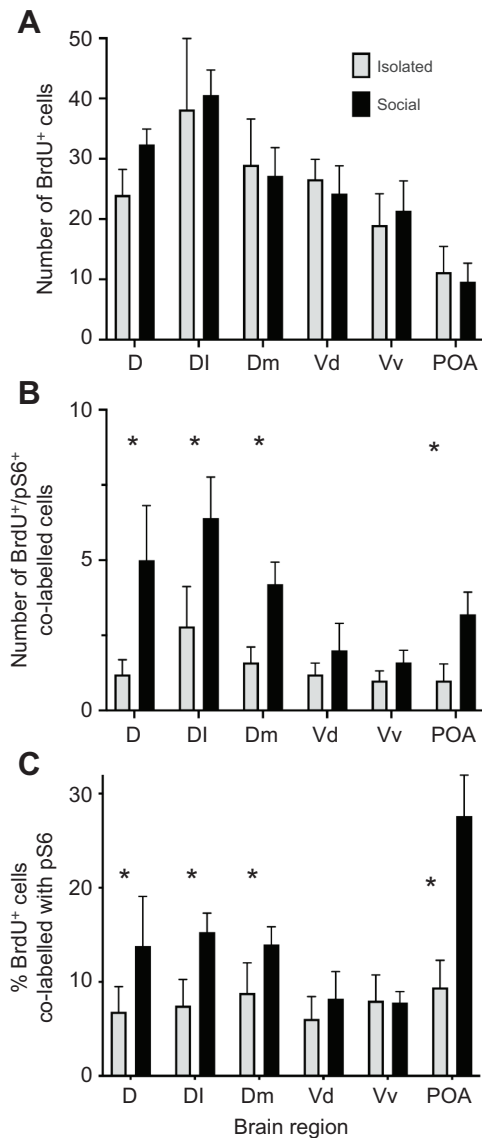 A
50
40
30
20
10
0
Number of BrdU⁺ cells
Isolated
Social
D Dl Dm Vd Vv POA
B
10
5
0
Number of BrdU⁺/pS6⁺
co-labelled cells
* * * *
D Dl Dm Vd Vv POA
C
30
20
10
0
% BrdU⁺ cells
co-labelled with pS6
* * * *
D Dl Dm Vd Vv POA
Brain region